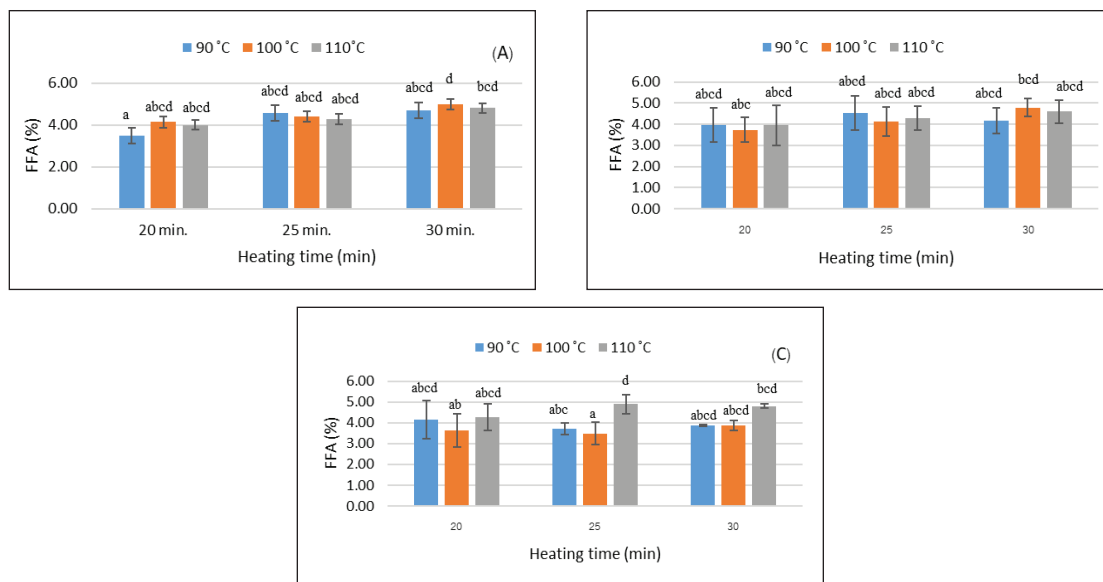 90 ˚C 100 ˚C 110˚C
(A)
FFA (%)
6.00
4.00
2.00
0.00
a abcd abcd
abcd abcd abcd
abcd d bcd
20 min. 25 min. 30 min.
Heating time (min)
90 ˚C 100 ˚C 110 ˚C
FFA (%)
6.00
5.00
4.00
3.00
2.00
1.00
0.00
abcd abc abcd
abcd abcd abcd
abcd bcd abcd
20 25 30
Heating time (min)
90 ˚C 100 ˚C 110 ˚C
(C)
FFA (%)
6.00
5.00
4.00
3.00
2.00
1.00
0.00
abcd ab abcd
abc a d
abcd abcd bcd
20 25 30
Heating time (min)